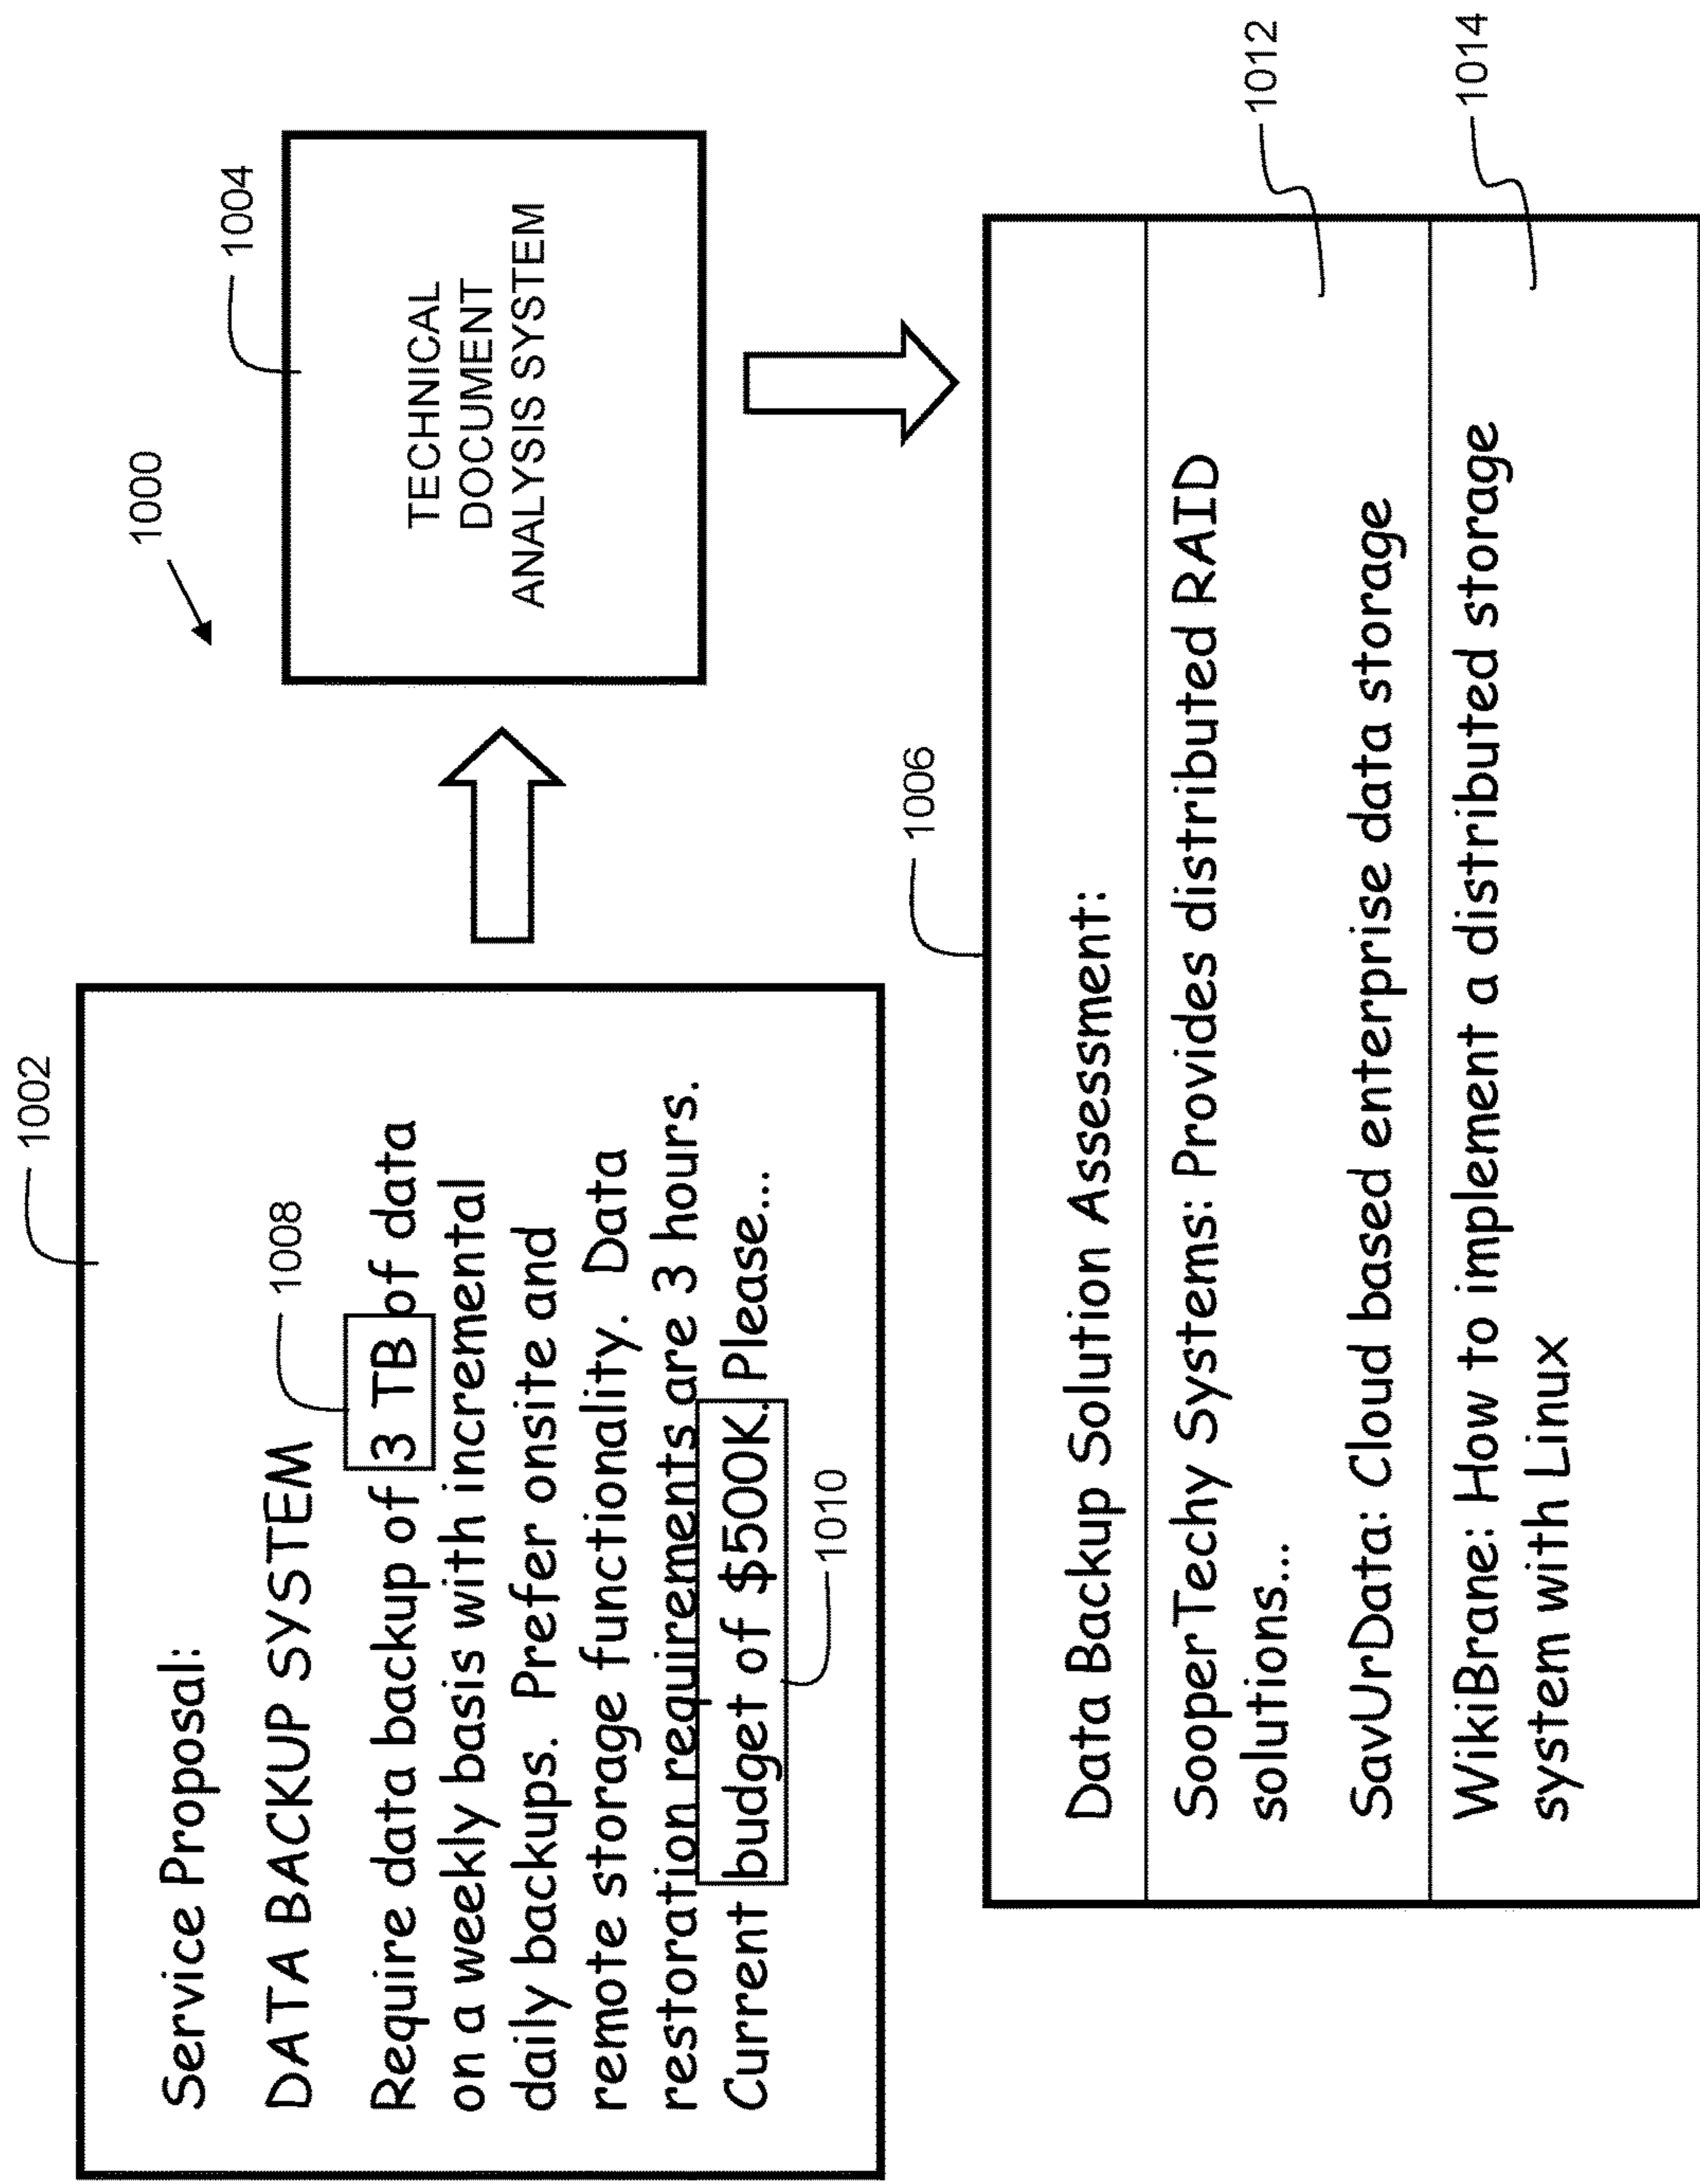 1000
1002
Service Proposal:
DATA BACKUP SYSTEM
1008
Require data backup of 3 TB of data
on a weekly basis with incremental
daily backups. Prefer onsite and
remote storage functionality. Data
restoration requirements are 3 hours.
Current budget of $500K. Please...
1010
1004
TECHNICAL
DOCUMENT
ANALYSIS SYSTEM
1006
Data Backup Solution Assessment:
SooperTechy Systems: Provides distributed RAID
solutions...
1012
SavUrData: Cloud based enterprise data storage
WikiBrane: How to implement a distributed storage
system with Linux
1014